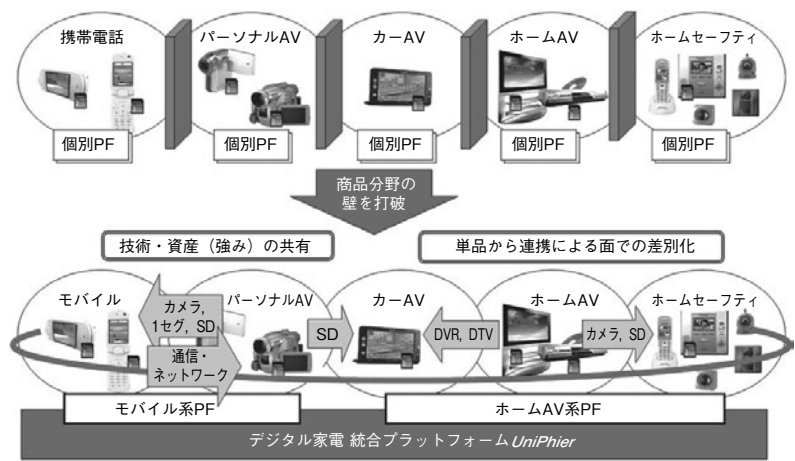 携帯電話
パーソナルAV
カーAV
ホームAV
ホームセーフティ
個別PF
個別PF
個別PF
個別PF
個別PF
商品分野の
壁を打破
技術・資産（強み）の共有
単品から連携による面での差別化
モバイル
パーソナルAV
カーAV
ホームAV
ホームセーフティ
カメラ,
1セグ, SD
通信・
ネットワーク
SD
DVR, DTV
カメラ, SD
モバイル系PF
ホームAV系PF
デジタル家電 統合プラットフォームUniPhier